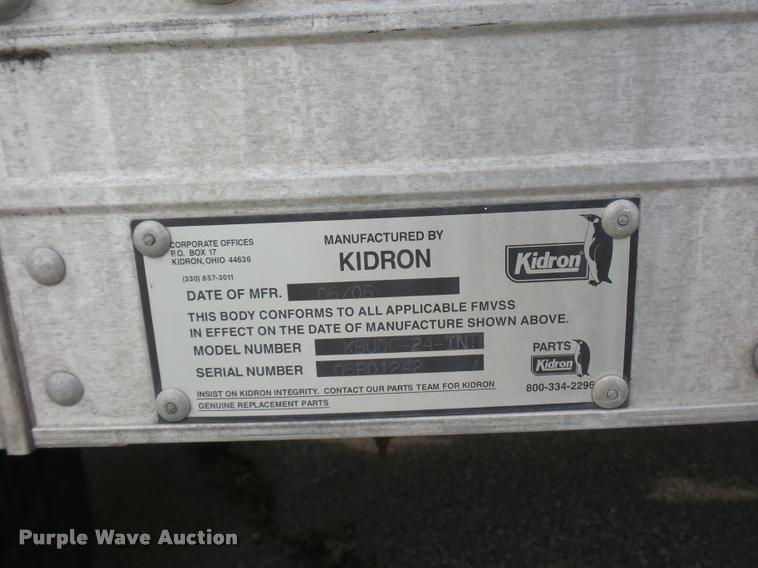 CORPORATE OFFICES
P.O. BOX 17
KIDRON, OHIO 44636
(330) 857-3011
MANUFACTURED BY
KIDRON
Kidron
DATE OF MFR. 06/06
THIS BODY CONFORMS TO ALL APPLICABLE FMVSS
IN EFFECT ON THE DATE OF MANUFACTURE SHOWN ABOVE.
MODEL NUMBER
SERIAL NUMBER
PARTS
Kidron
800-334-2296
INSIST ON KIDRON INTEGRITY. CONTACT OUR PARTS TEAM FOR KIDRON
GENUINE REPLACEMENT PARTS
Purple Wave Auction